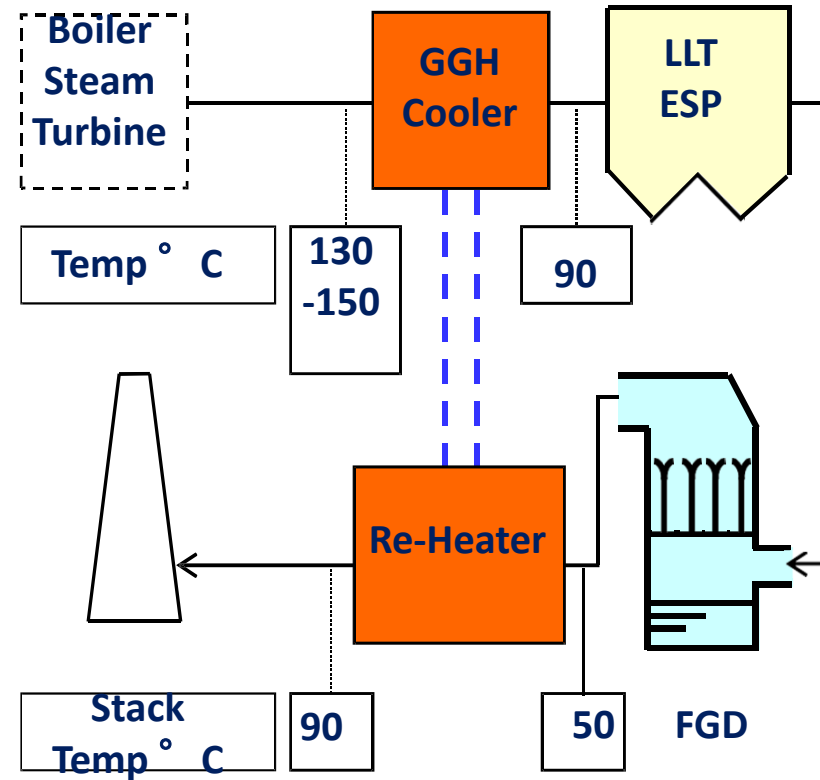 Boiler
Steam
Turbine
GGH
Cooler
LLT
ESP
Temp ° C
130
-150
90
Re-Heater
Stack
Temp ° C
90
50
FGD